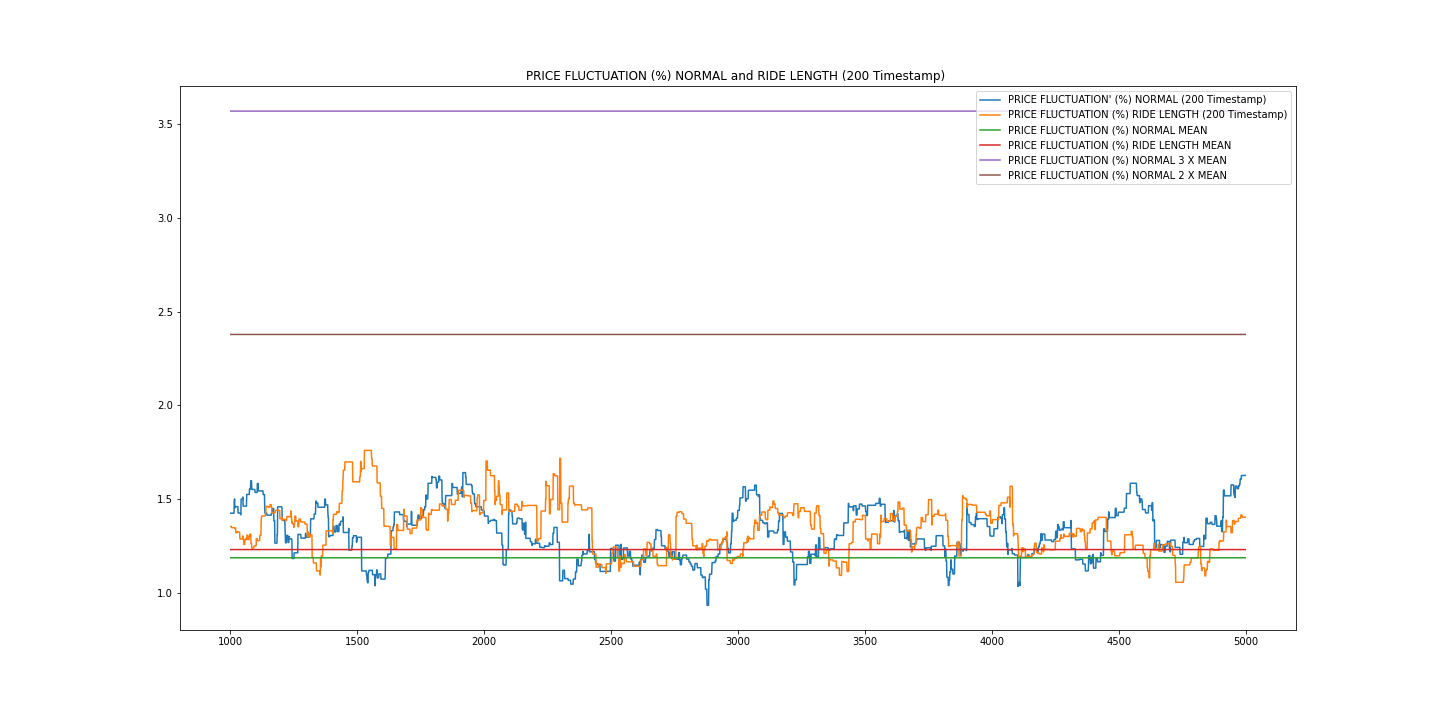 PRICE FLUCTUATION (%) NORMAL and RIDE LENGTH (200 Timestamp)
PRICE FLUCTUATION' (%) NORMAL (200 Timestamp)
PRICE FLUCTUATION (%) RIDE LENGTH (200 Timestamp)
PRICE FLUCTUATION (%) NORMAL MEAN
PRICE FLUCTUATION (%) RIDE LENGTH MEAN
PRICE FLUCTUATION (%) NORMAL 3 X MEAN
PRICE FLUCTUATION (%) NORMAL 2 X MEAN
3.5
3.0
2.5
2.0
1.5
1.0
1000 1500 2000 2500 3000 3500 4000 4500 5000